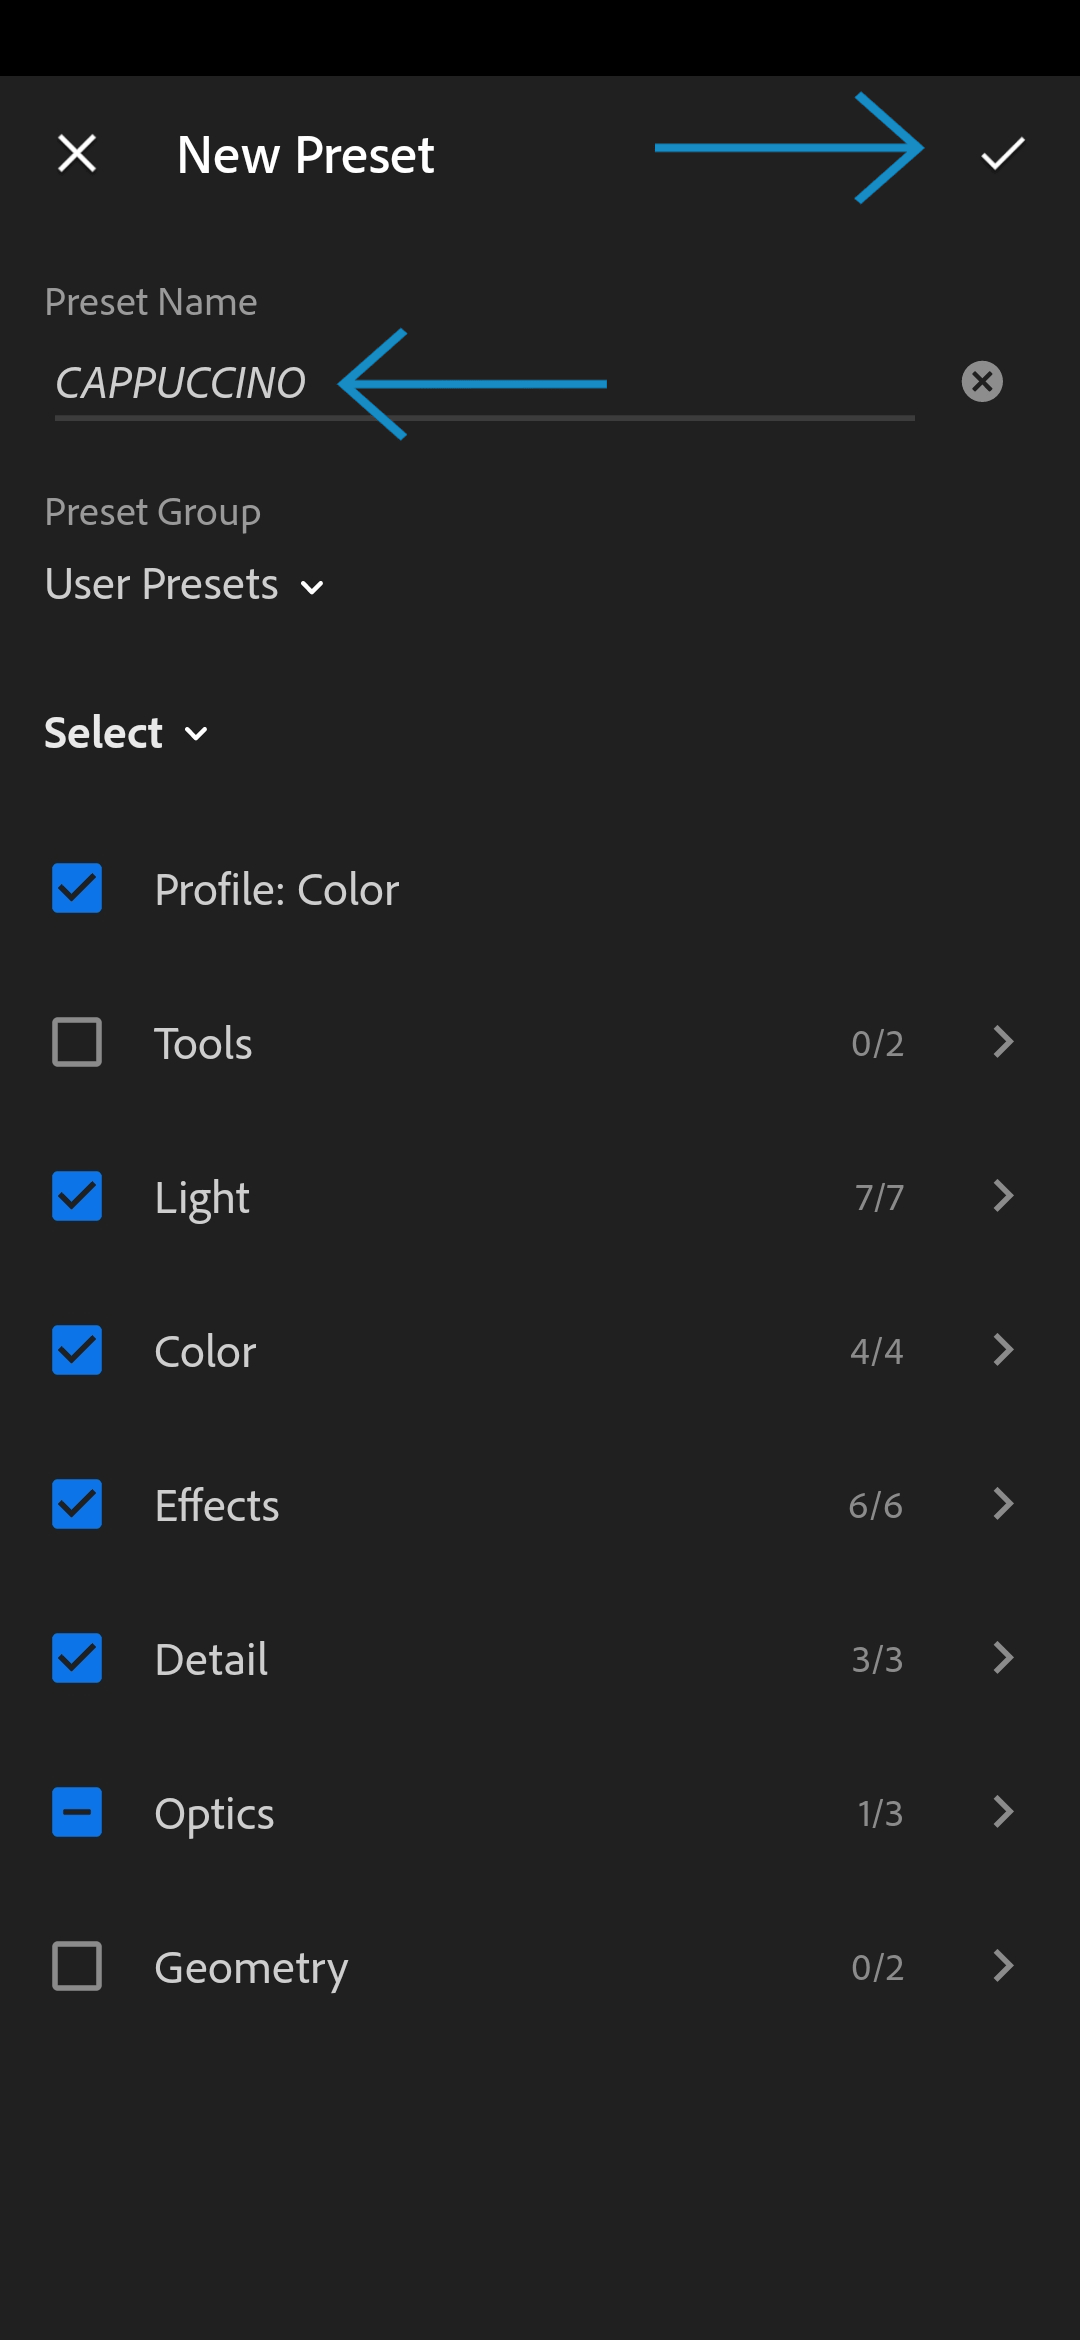 New Preset
Preset Name
CAPPUCCINO
Preset Group
User Presets
Select
Profile: Color
Tools 0/2
Light 7/7
Color 4/4
Effects 6/6
Detail 3/3
Optics 1/3
Geometry 0/2